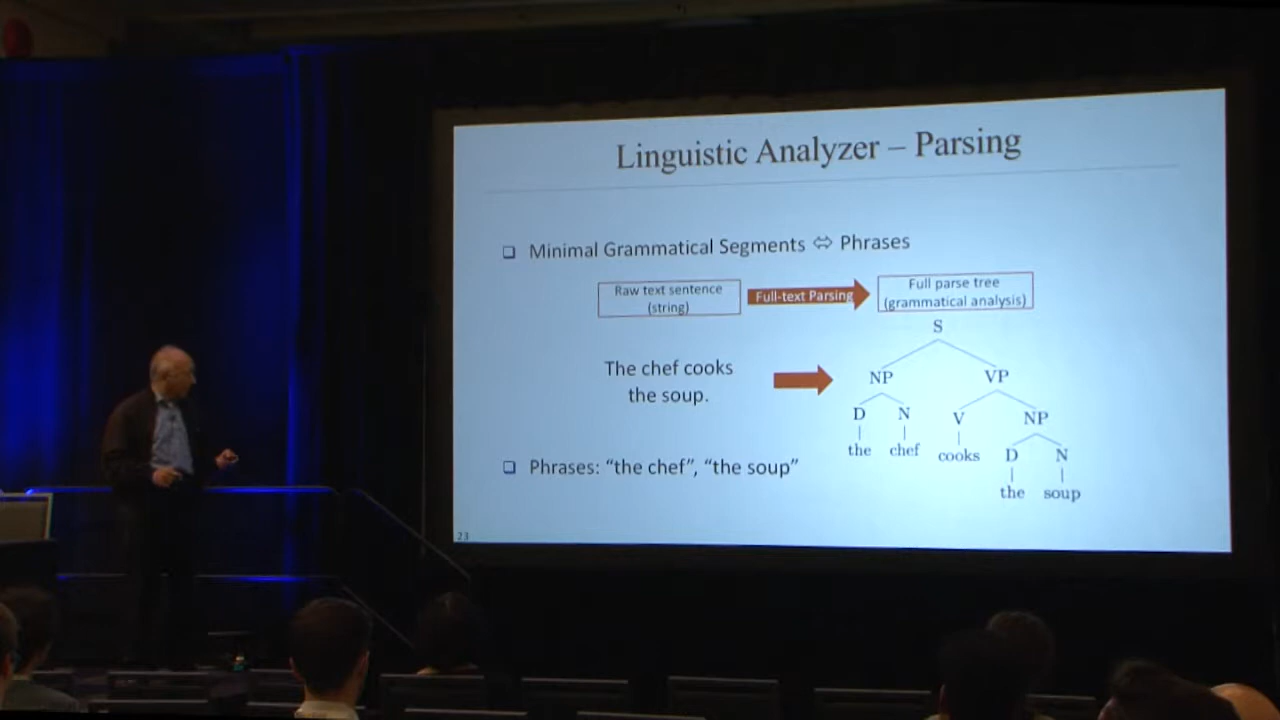 Linguistic Analyzer – Parsing
❑ Minimal Grammatical Segments ⇔ Phrases
Raw text sentence
(string)
Full-text Parsing
Full parse tree
(grammatical analysis)
The chef cooks
the soup.
S
NP VP
D N V NP
the chef cooks D N
the soup
❑ Phrases: “the chef”, “the soup”
23